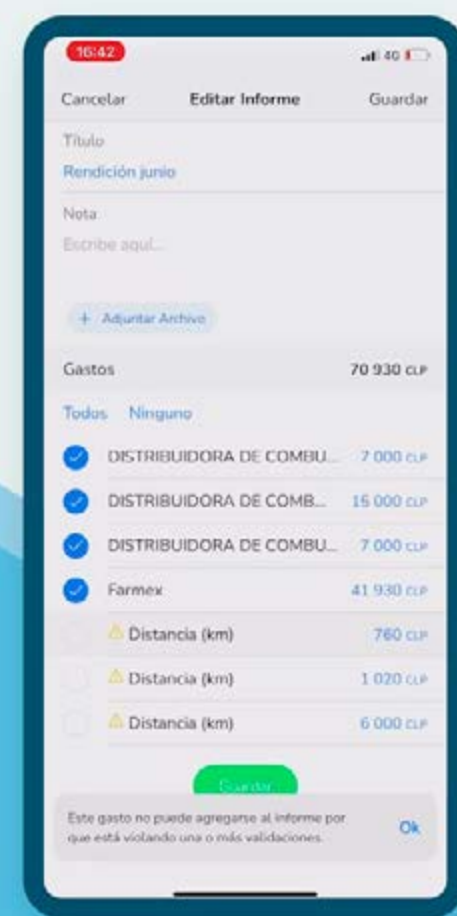 16:42
4G
Cancelar Editar Informe Guardar
Título
Rendición junio
Nota
Escribe aquí...
+ Adjuntar Archivo
Gastos 70 930 CLP
Todos Ninguno
DISTRIBUIDORA DE COMBU... 7 000 CLP
DISTRIBUIDORA DE COMB... 15 000 CLP
DISTRIBUIDORA DE COMBU... 7 000 CLP
Farmex 41 930 CLP
Distancia (km) 760 CLP
Distancia (km) 1 020 CLP
Distancia (km) 6 000 CLP
Guardar
Este gasto no puede agregarse al informe por
que está violando una o más validaciones.
Ok